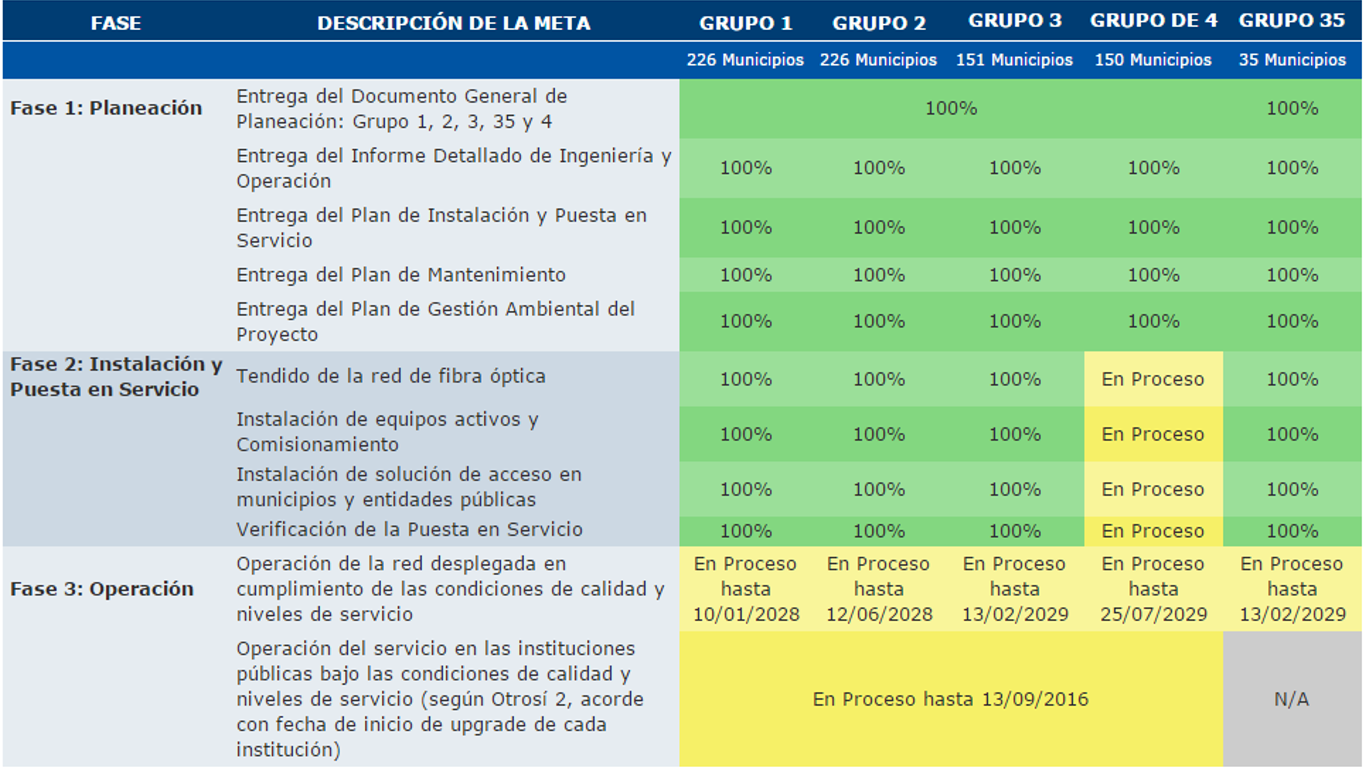 FASE DESCRIPCIÓN DE LA META GRUPO 1 GRUPO 2 GRUPO 3 GRUPO DE 4 GRUPO 35
226 Municipios 226 Municipios 151 Municipios 150 Municipios 35 Municipios
Fase 1: Planeación
Entrega del Documento General de
Planeación: Grupo 1, 2, 3, 35 y 4
100% 100%
Entrega del Informe Detallado de Ingeniería y
Operación
100% 100% 100% 100% 100%
Entrega del Plan de Instalación y Puesta en
Servicio
100% 100% 100% 100% 100%
Entrega del Plan de Mantenimiento 100% 100% 100% 100% 100%
Entrega del Plan de Gestión Ambiental del
Proyecto
100% 100% 100% 100% 100%
Fase 2: Instalación y
Puesta en Servicio
Tendido de la red de fibra óptica 100% 100% 100% En Proceso 100%
Instalación de equipos activos y
Comisionamiento
100% 100% 100% En Proceso 100%
Instalación de solución de acceso en
municipios y entidades públicas
100% 100% 100% En Proceso 100%
Verificación de la Puesta en Servicio 100% 100% 100% En Proceso 100%
Fase 3: Operación
Operación de la red desplegada en
cumplimiento de las condiciones de calidad y
niveles de servicio
En Proceso
hasta
10/01/2028
En Proceso
hasta
12/06/2028
En Proceso
hasta
13/02/2029
En Proceso
hasta
25/07/2029
En Proceso
hasta
13/02/2029
Operación del servicio en las instituciones
públicas bajo las condiciones de calidad y
niveles de servicio (según Otrosí 2, acorde
con fecha de inicio de upgrade de cada
institución)
En Proceso hasta 13/09/2016
N/A